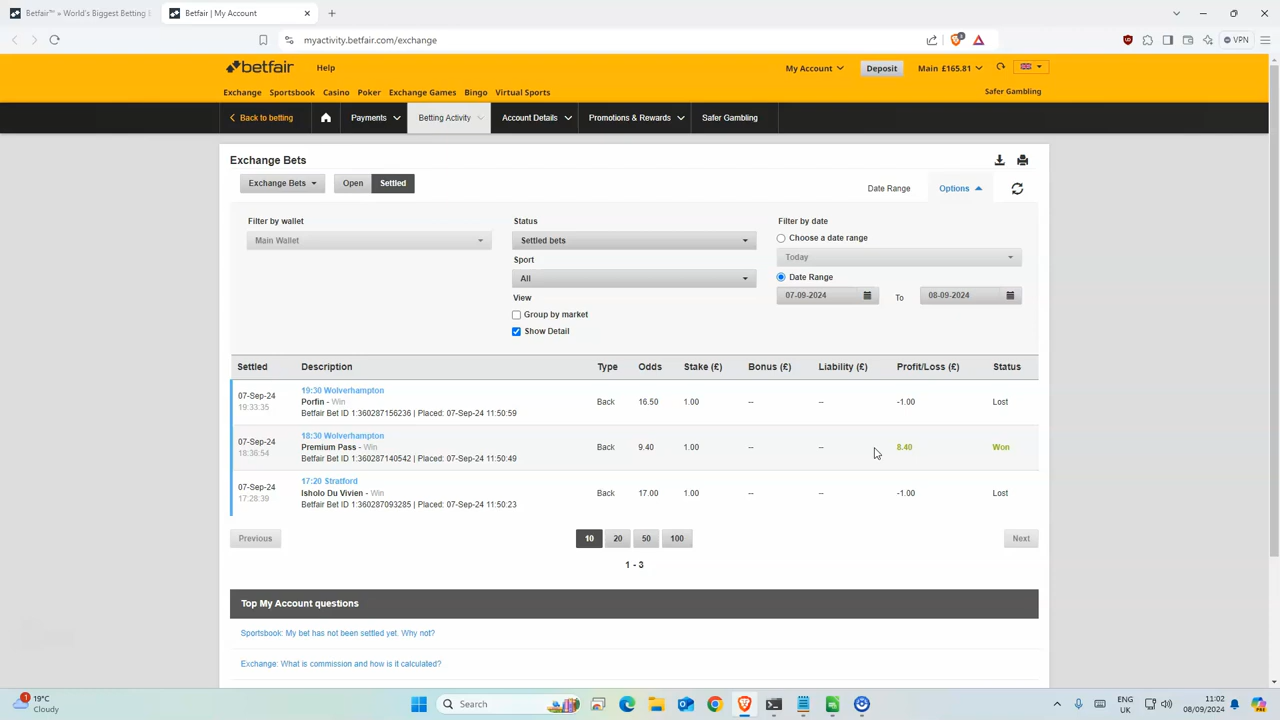 Betfair™ » World's Biggest Betting
Betfair | My Account
myactivity.betfair.com/exchange
VPN
betfair
Help
My Account
Deposit
Main £165.81
Exchange Sportsbook Casino Poker Exchange Games Bingo Virtual Sports
Safer Gambling
Back to betting
Payments
Betting Activity
Account Details
Promotions & Rewards
Safer Gambling
Exchange Bets
Exchange Bets
Open
Settled
Date Range
Options
Filter by wallet
Main Wallet
Status
Settled bets
Sport
All
View
Group by market
Show Detail
Filter by date
Choose a date range
Today
Date Range
07-09-2024 To 08-09-2024
Settled Description Type Odds Stake (£) Bonus (£) Liability (£) Profit/Loss (£) Status
07-Sep-24
19:33:35
19:30 Wolverhampton
Porfin - Win
Betfair Bet ID 1:360287156236 | Placed: 07-Sep-24 11:50:59
Back 16.50 1.00 -- -- -1.00 Lost
07-Sep-24
18:36:54
18:30 Wolverhampton
Premium Pass - Win
Betfair Bet ID 1:360287140542 | Placed: 07-Sep-24 11:50:49
Back 9.40 1.00 -- -- 8.40 Won
07-Sep-24
17:28:39
17:20 Stratford
Isholo Du Vivien - Win
Betfair Bet ID 1:360287093285 | Placed: 07-Sep-24 11:50:23
Back 17.00 1.00 -- -- -1.00 Lost
Previous
10 20 50 100
Next
1 - 3
Top My Account questions
Sportsbook: My bet has not been settled yet. Why not?
Exchange: What is commission and how is it calculated?
1
19°C
Cloudy
Search
ENG
UK
11:02
08/09/2024